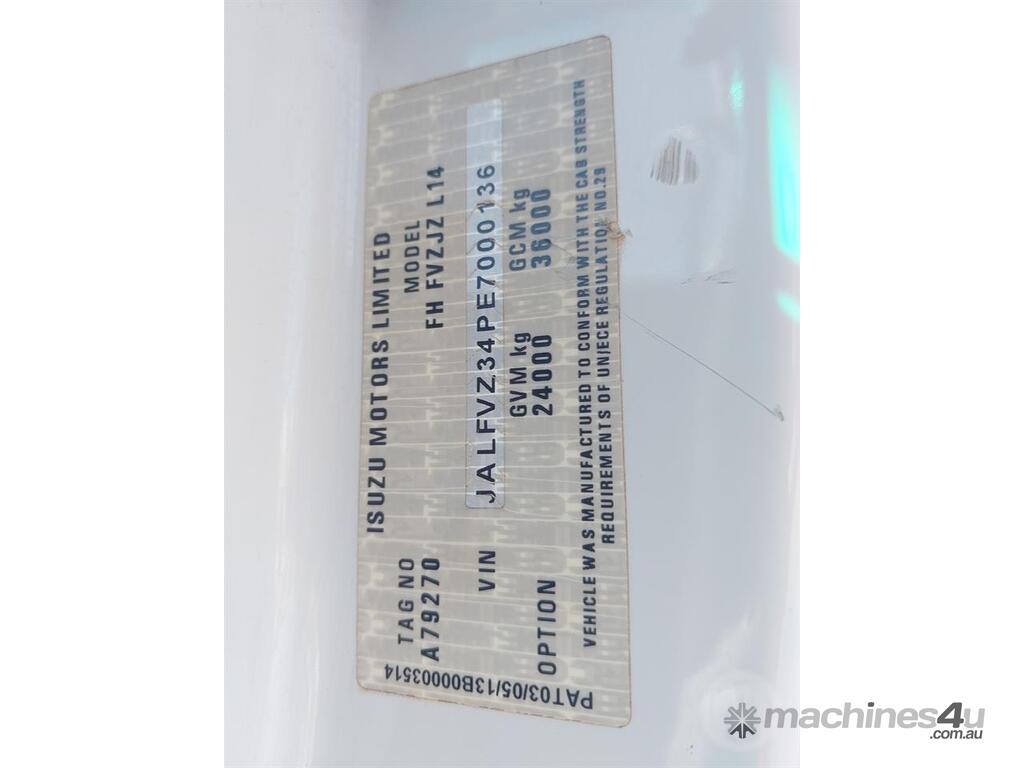 ISUZU MOTORS LIMITED
TAG NO MODEL
A79270 FH FVZJZ L14
VIN JALFVZ34PE7000136
GVM kg GCM kg
OPTION 24000 36000
VEHICLE WAS MANUFACTURED TO CONFORM WITH THE CAB STRENGTH
REQUIREMENTS OF UN/ECE REGULATION NO.29
PAT03/05/13B00003514
machines4u
.com.au